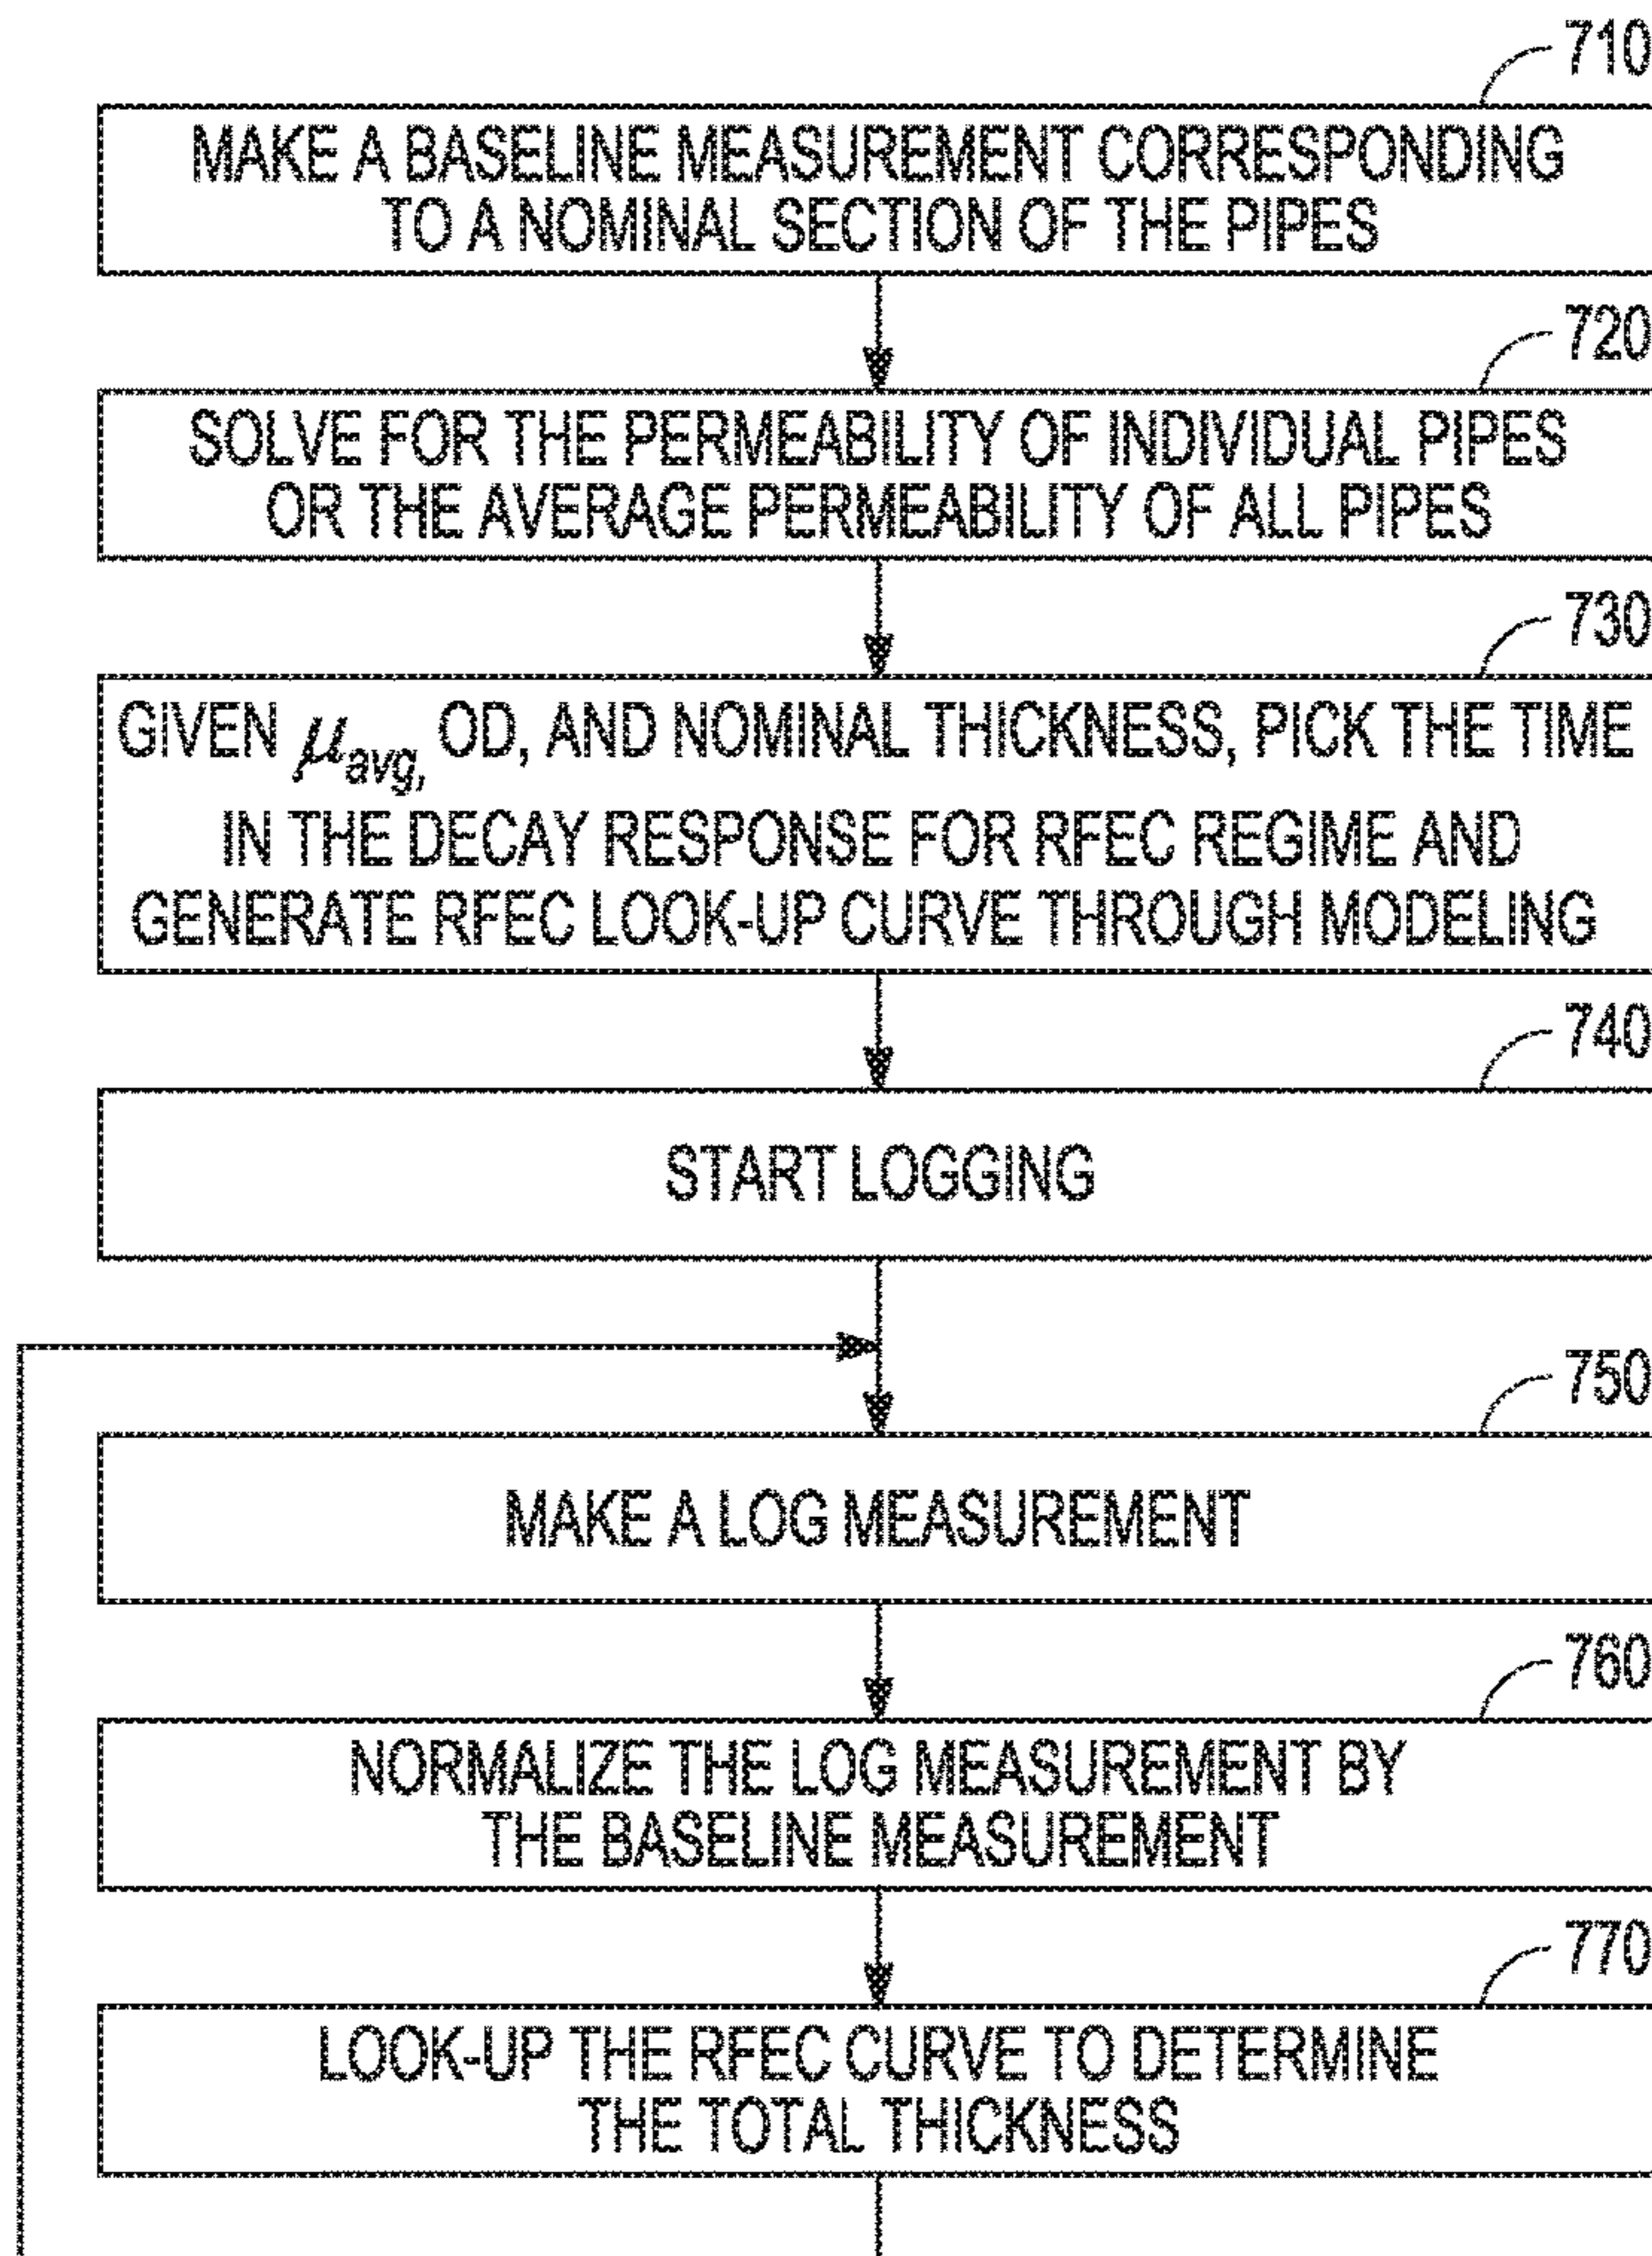 710
MAKE A BASELINE MEASUREMENT CORRESPONDING
TO A NOMINAL SECTION OF THE PIPES
720
SOLVE FOR THE PERMEABILITY OF INDIVIDUAL PIPES
OR THE AVERAGE PERMEABILITY OF ALL PIPES
730
GIVEN μavg, OD, AND NOMINAL THICKNESS, PICK THE TIME
IN THE DECAY RESPONSE FOR RFEC REGIME AND
GENERATE RFEC LOOK-UP CURVE THROUGH MODELING
740
START LOGGING
750
MAKE A LOG MEASUREMENT
760
NORMALIZE THE LOG MEASUREMENT BY
THE BASELINE MEASUREMENT
770
LOOK-UP THE RFEC CURVE TO DETERMINE
THE TOTAL THICKNESS